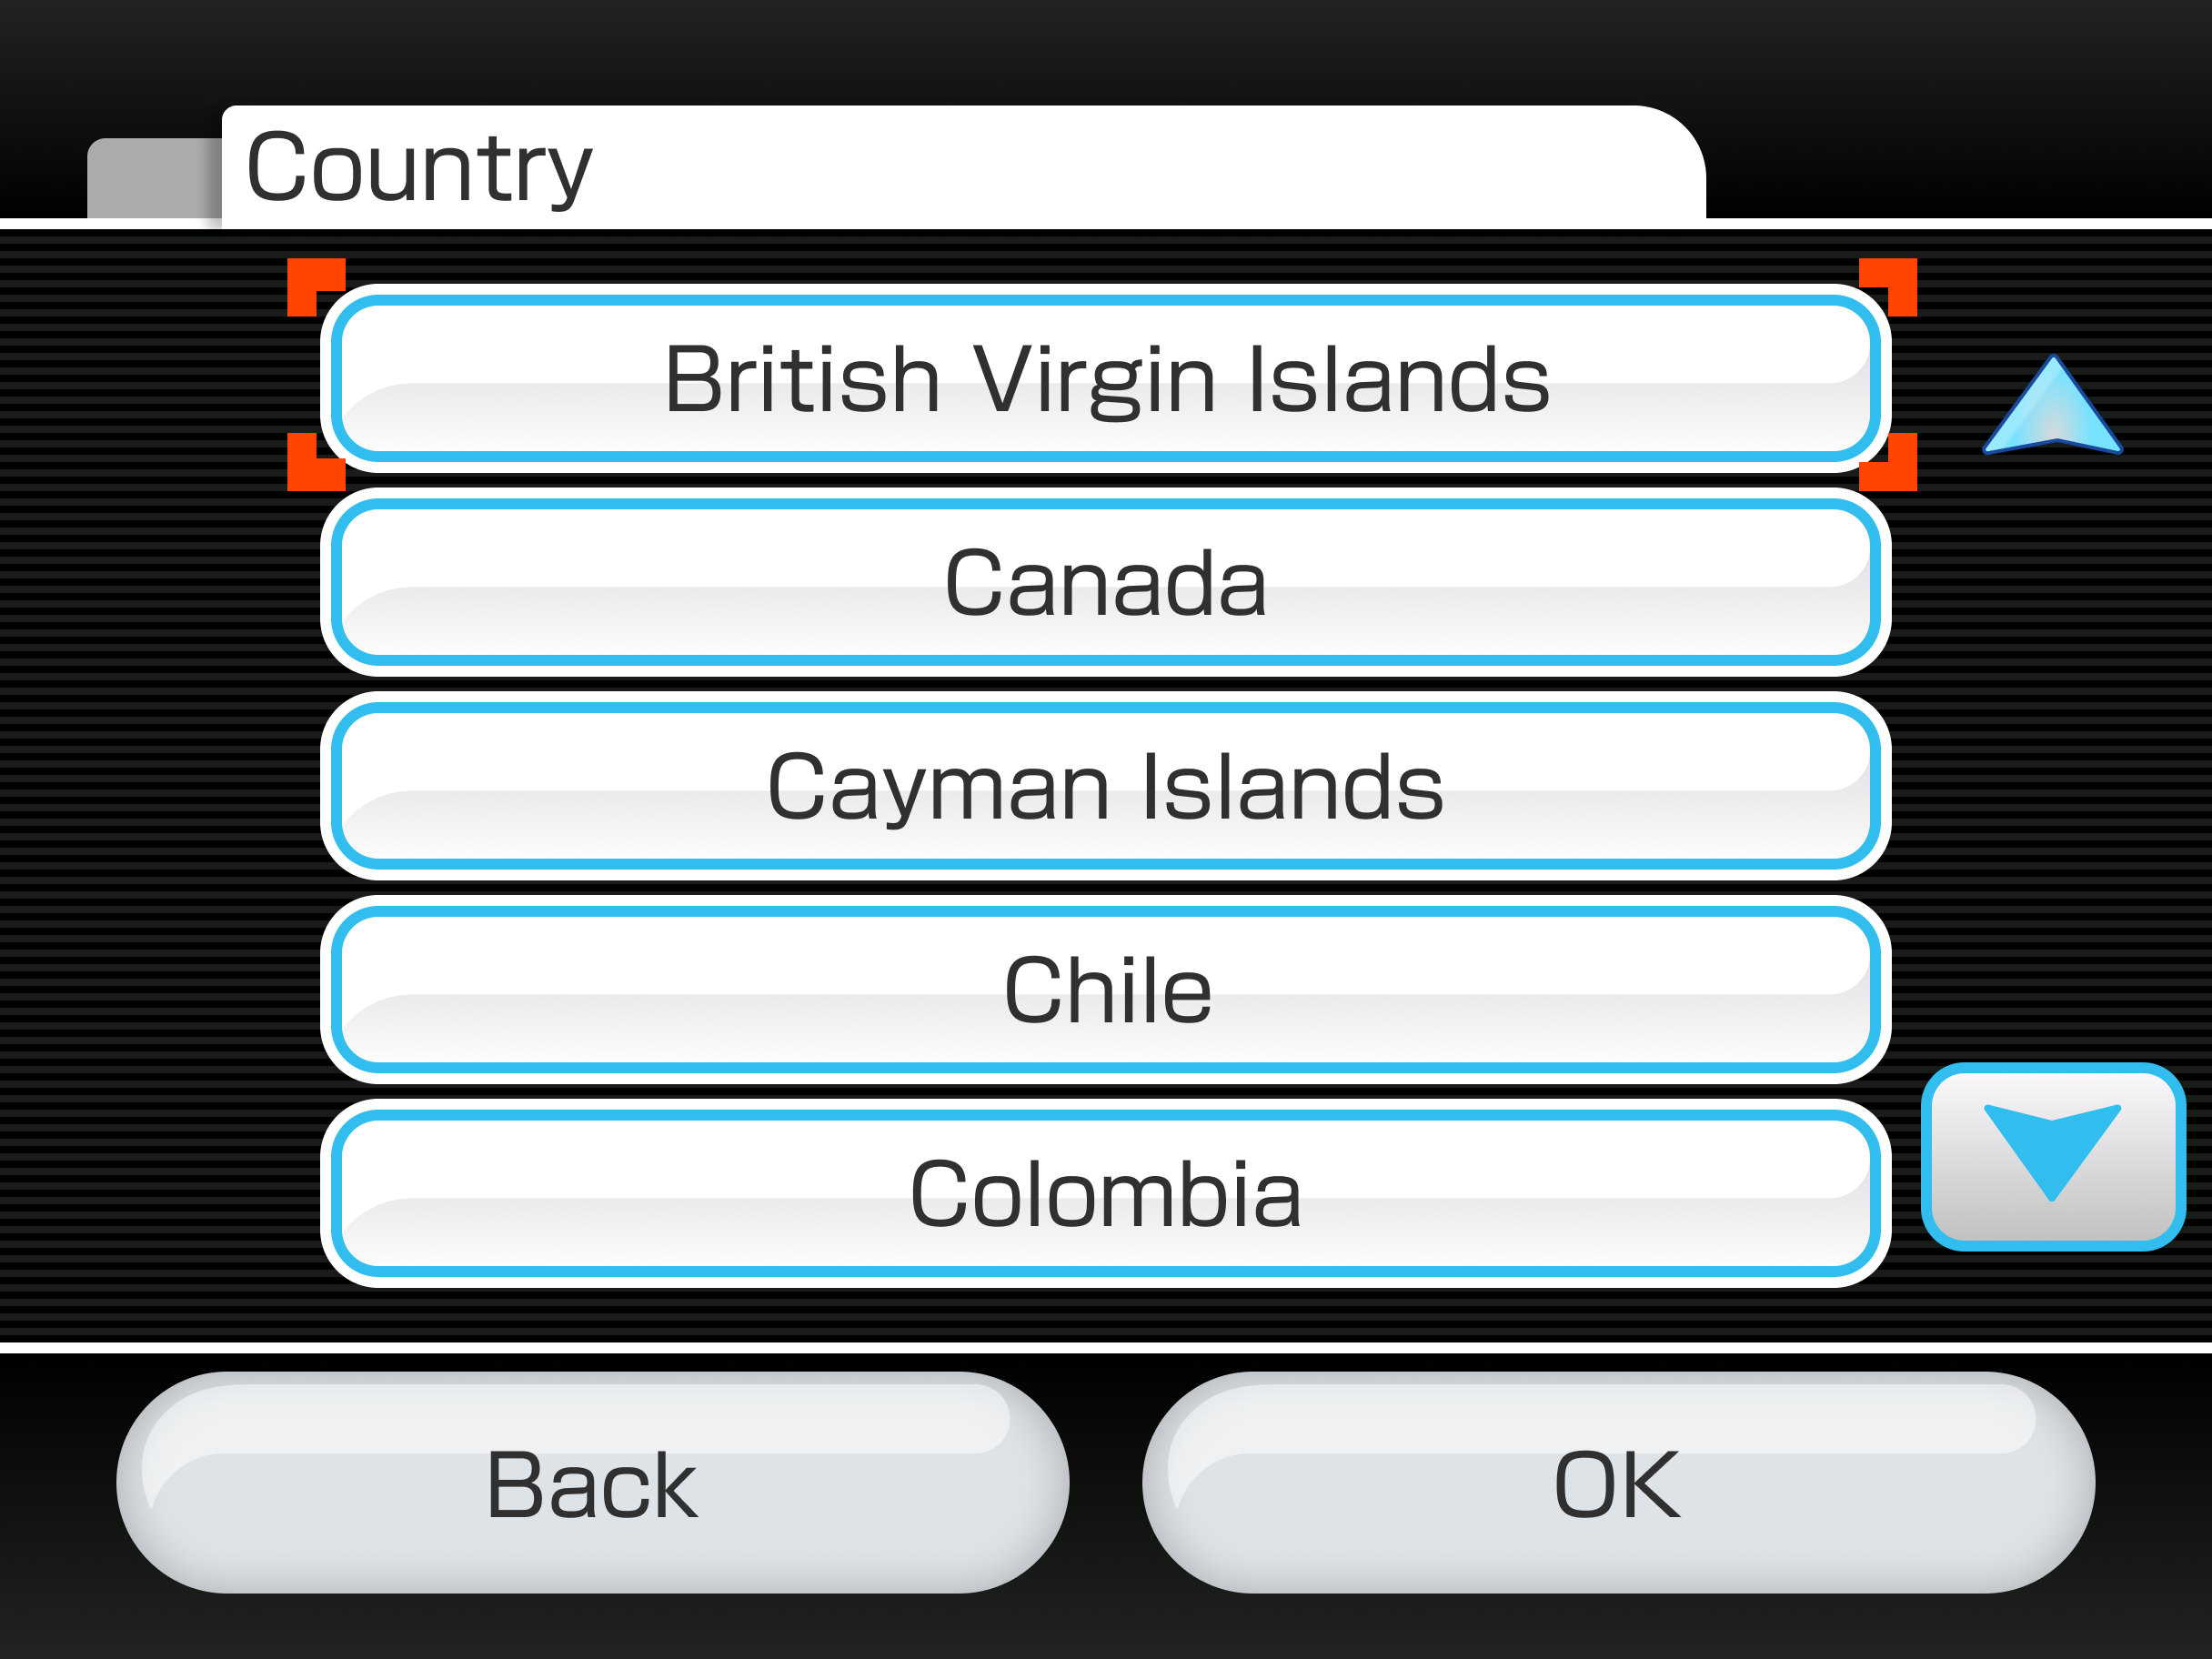 Country
British Virgin Islands
Canada
Cayman Islands
Chile
Colombia
Back
OK